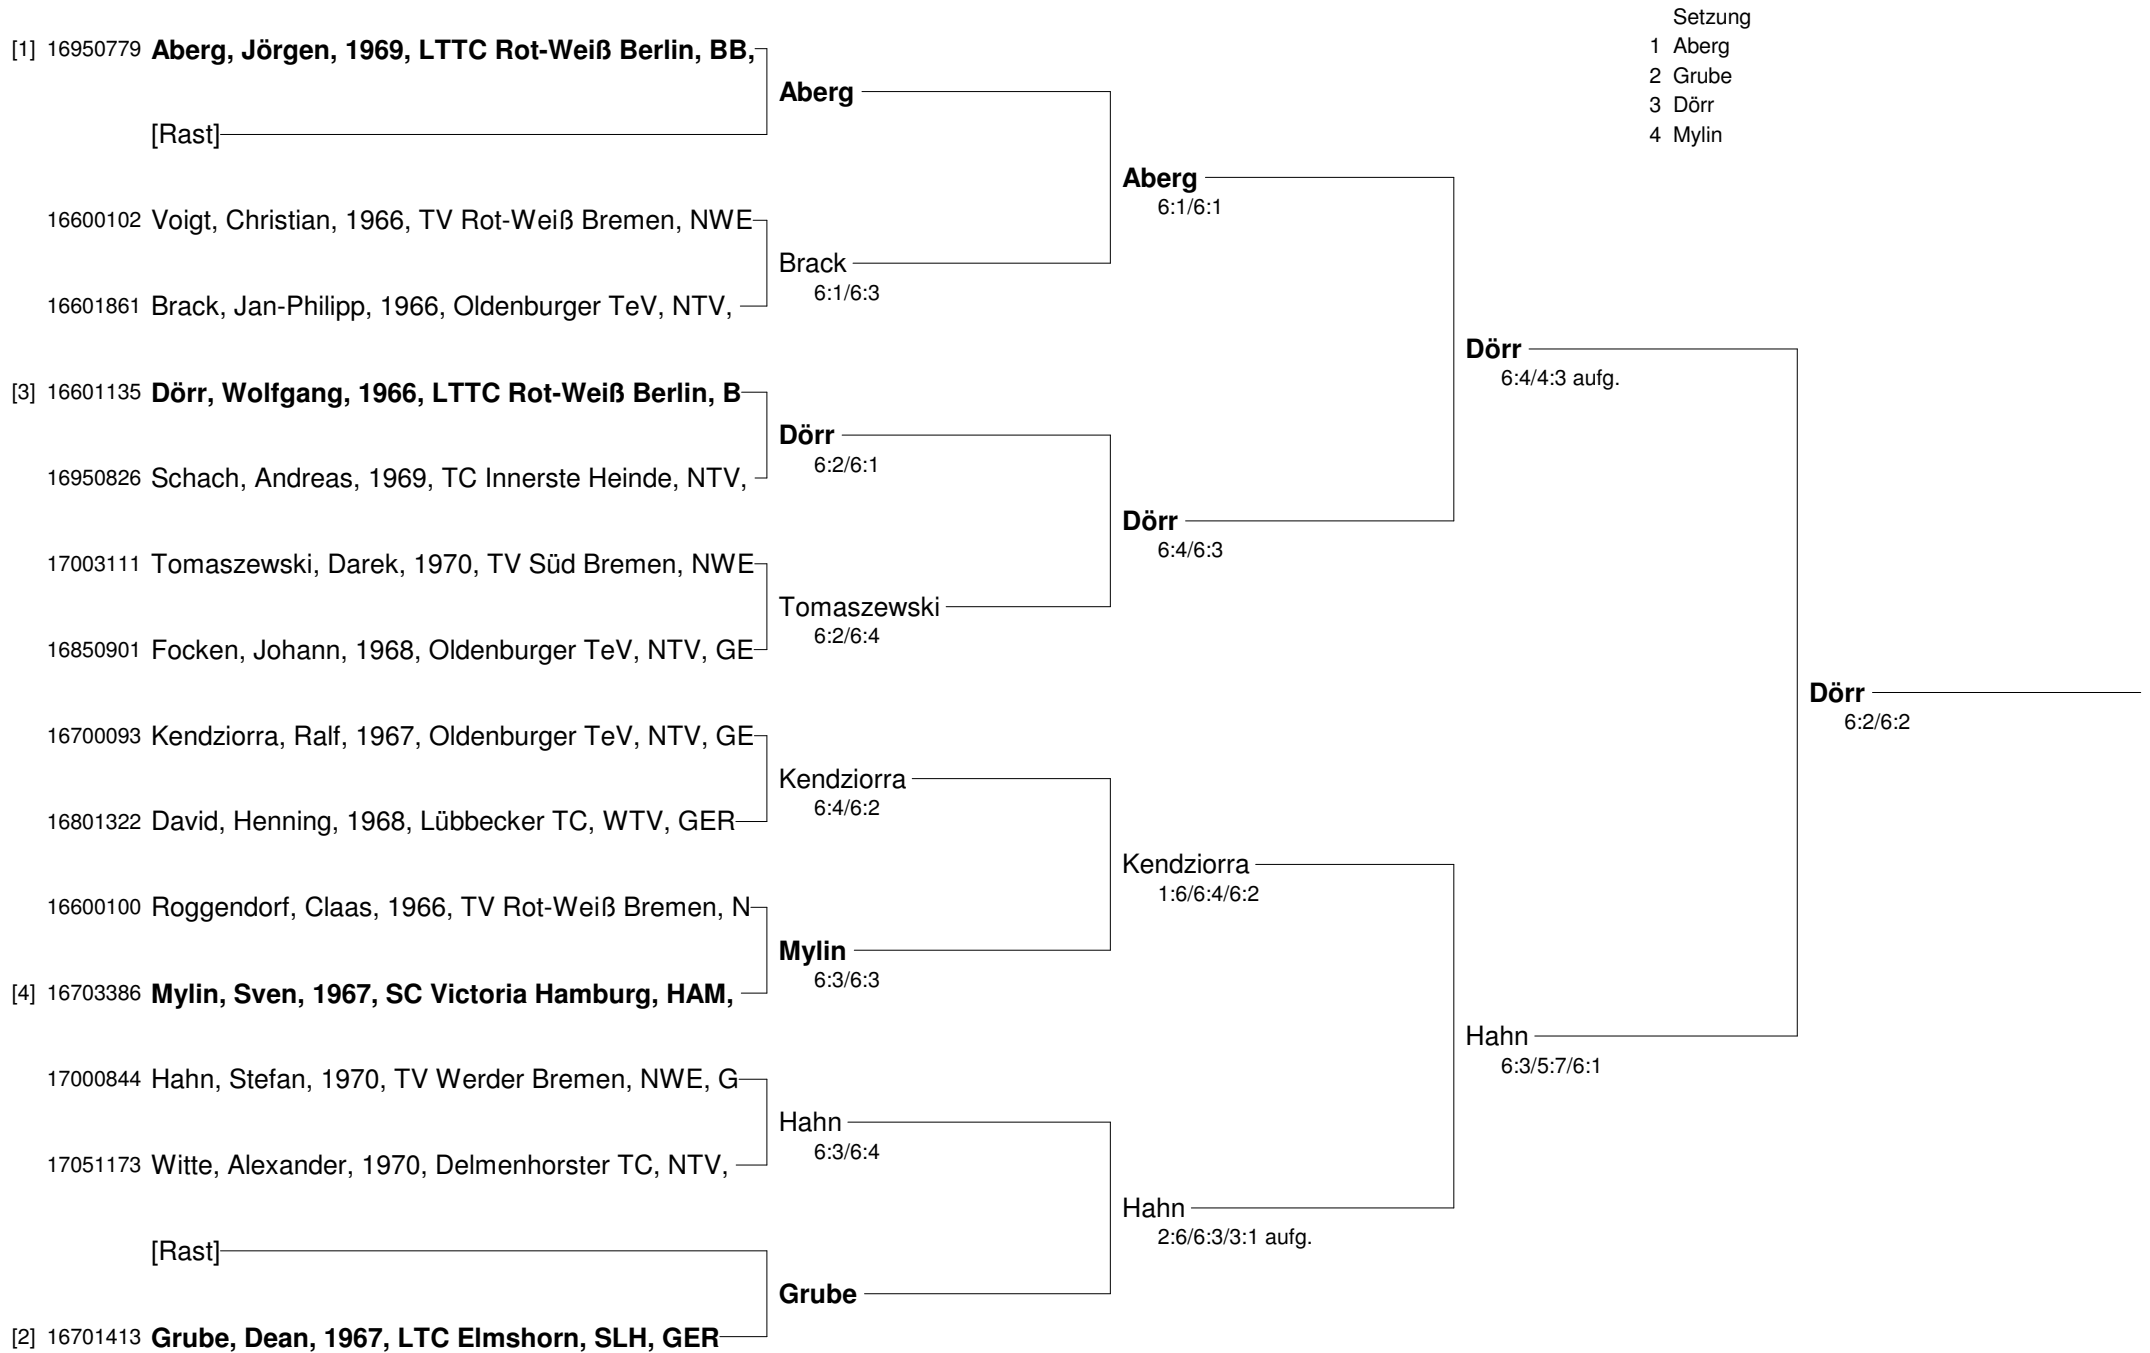 Setzung
1 Aberg
2 Grube
3 Dörr
4 Mylin
[1] 16950779 Aberg, Jörgen, 1969, LTTC Rot-Weiß Berlin, BB,
Aberg
[Rast]
Aberg
6:1/6:1
16600102 Voigt, Christian, 1966, TV Rot-Weiß Bremen, NWE
Brack
6:1/6:3
16601861 Brack, Jan-Philipp, 1966, Oldenburger TeV, NTV,
Dörr
6:4/4:3 aufg.
[3] 16601135 Dörr, Wolfgang, 1966, LTTC Rot-Weiß Berlin, B
Dörr
6:2/6:1
16950826 Schach, Andreas, 1969, TC Innerste Heinde, NTV,
Dörr
6:4/6:3
17003111 Tomaszewski, Darek, 1970, TV Süd Bremen, NWE
Tomaszewski
6:2/6:4
16850901 Focken, Johann, 1968, Oldenburger TeV, NTV, GE
Dörr
6:2/6:2
16700093 Kendziorra, Ralf, 1967, Oldenburger TeV, NTV, GE
Kendziorra
6:4/6:2
16801322 David, Henning, 1968, Lübbecker TC, WTV, GER
Kendziorra
1:6/6:4/6:2
16600100 Roggendorf, Claas, 1966, TV Rot-Weiß Bremen, N
Mylin
6:3/6:3
[4] 16703386 Mylin, Sven, 1967, SC Victoria Hamburg, HAM,
Hahn
6:3/5:7/6:1
17000844 Hahn, Stefan, 1970, TV Werder Bremen, NWE, G
Hahn
6:3/6:4
17051173 Witte, Alexander, 1970, Delmenhorster TC, NTV,
Hahn
2:6/6:3/3:1 aufg.
[Rast]
Grube
[2] 16701413 Grube, Dean, 1967, LTC Elmshorn, SLH, GER